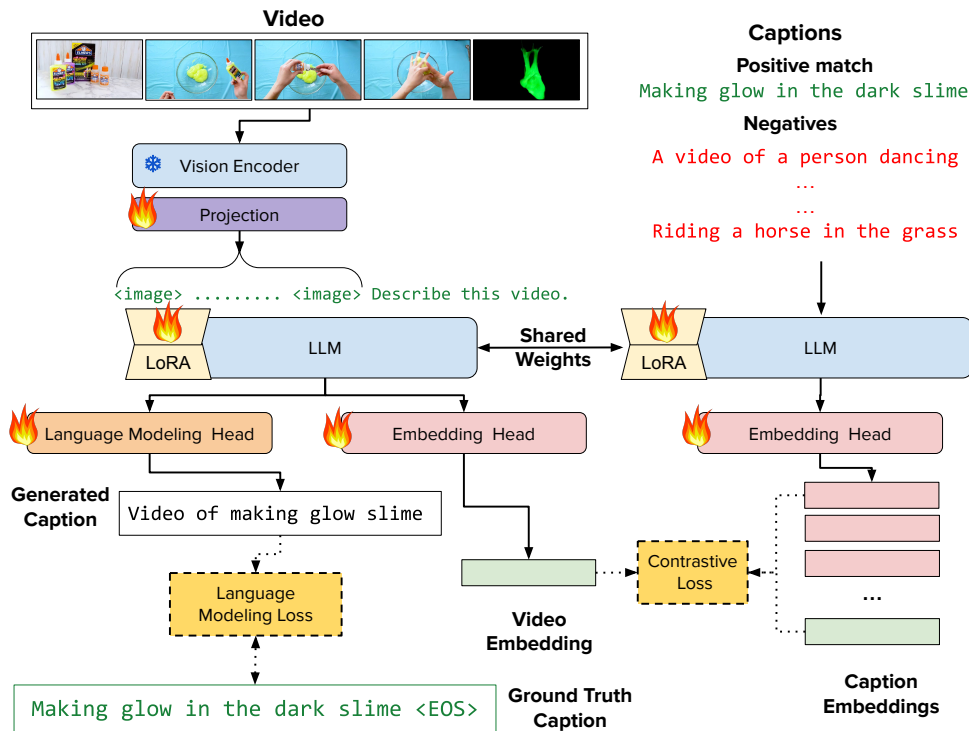 Video
Captions
Positive match
Making glow in the dark slime
Negatives
A video of a person dancing
...
...
Riding a horse in the grass
Vision Encoder
Projection
<image> ......... <image> Describe this video.
LoRA
LLM
Shared
Weights
LoRA
LLM
Language Modeling Head
Embedding Head
Embedding Head
Generated
Caption
Video of making glow slime
Language
Modeling Loss
Contrastive
Loss
...
Video
Embedding
Making glow in the dark slime <EOS>
Ground Truth
Caption
Caption
Embeddings